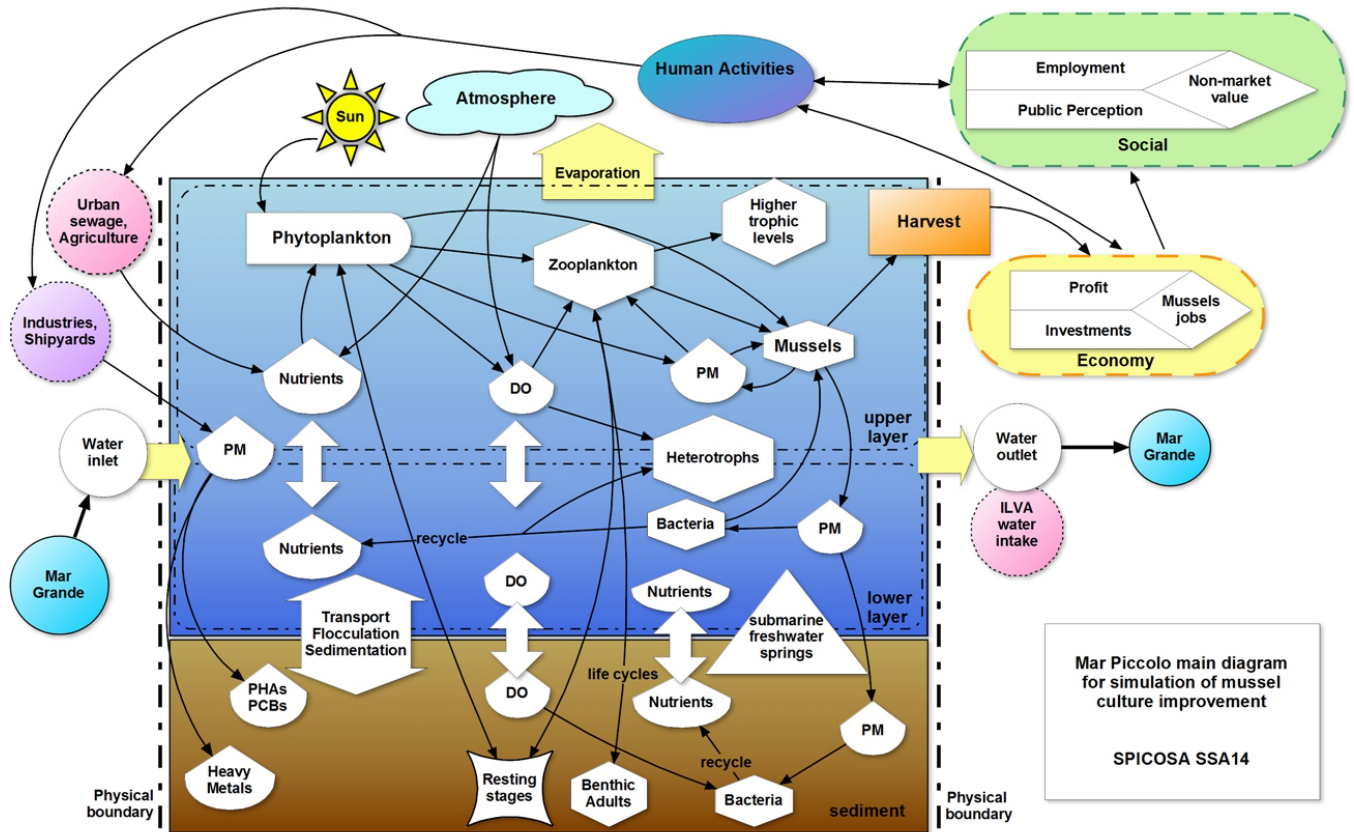 Human Activities
Employment
Public Perception
Non-market
value
Social
Sun
Atmosphere
Evaporation
Urban
sewage,
Agriculture
Phytoplankton
Zooplankton
Higher
trophic
levels
Harvest
Profit
Investments
Mussels
jobs
Economy
Industries,
Shipyards
Nutrients
DO
PM
Mussels
upper
layer
Water
inlet
PM
Heterotrophs
Water
outlet
Mar
Grande
ILVA
water
intake
Nutrients
recycle
Bacteria
PM
Mar
Grande
DO
Nutrients
lower
layer
Transport
Flocculation
Sedimentation
submarine
freshwater
springs
PHAs
PCBs
DO
life cycles
Nutrients
PM
Heavy
Metals
Resting
stages
Benthic
Adults
recycle
Bacteria
sediment
Physical
boundary
Physical
boundary
Mar Piccolo main diagram
for simulation of mussel
culture improvement
SPICOSA SSA14